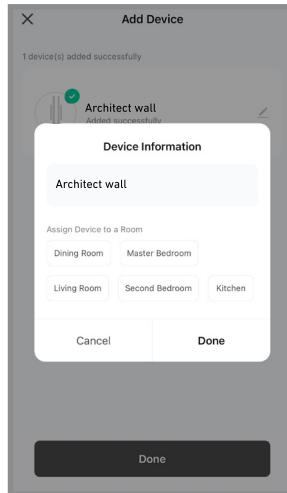 Add Device
1 device(s) added successfully
Architect wall
Added successfully
Device Information
Architect wall
Assign Device to a Room
Dining Room Master Bedroom
Living Room Second Bedroom Kitchen
Cancel Done
Done